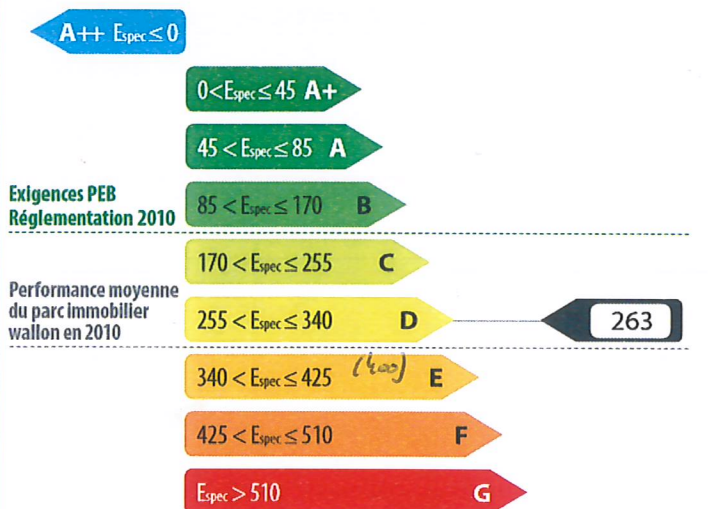 A++ Espec ≤ 0
0 < Espec ≤ 45 A+
45 < Espec ≤ 85 A
Exigences PEB
Réglementation 2010
85 < Espec ≤ 170 B
170 < Espec ≤ 255 C
Performance moyenne
du parc immobilier
wallon en 2010
255 < Espec ≤ 340 D
263
340 < Espec ≤ 425 (400) E
425 < Espec ≤ 510 F
Espec > 510 G